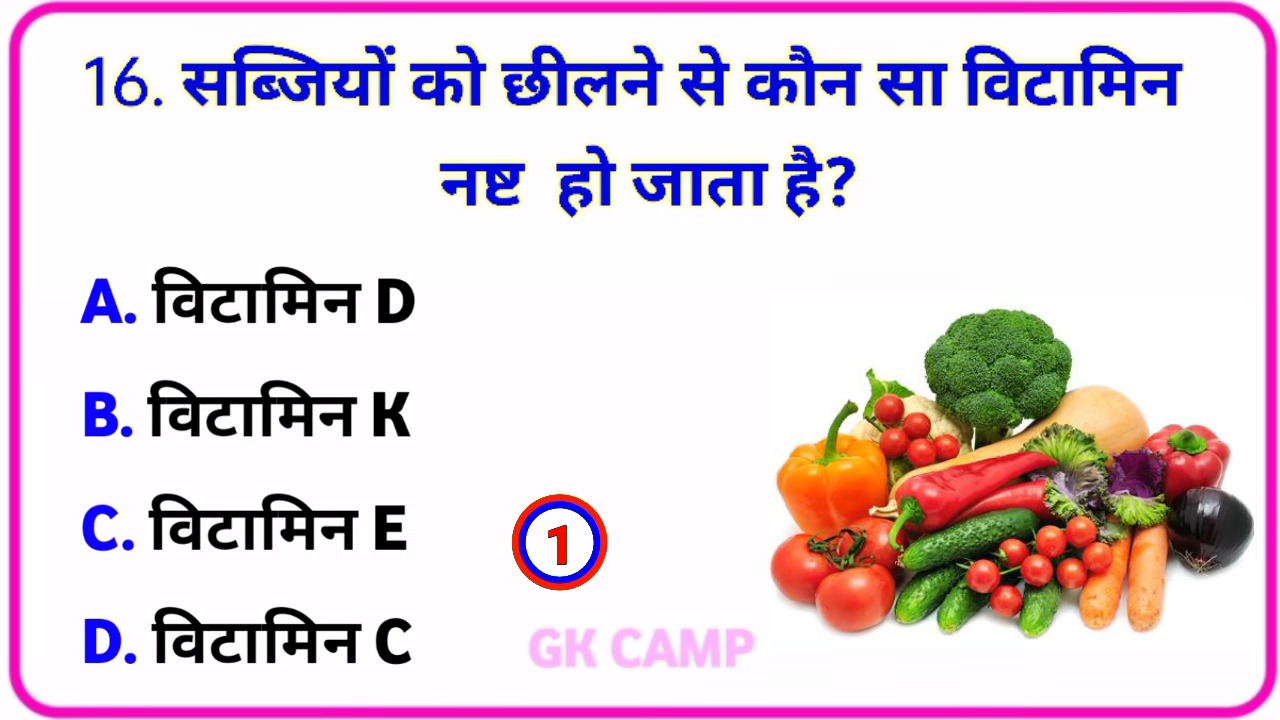 16. सब्जियों को छीलने से कौन सा विटामिन
नष्ट हो जाता है?
A. विटामिन D
B. विटामिन K
C. विटामिन E
1
D. विटामिन C
GK CAMP